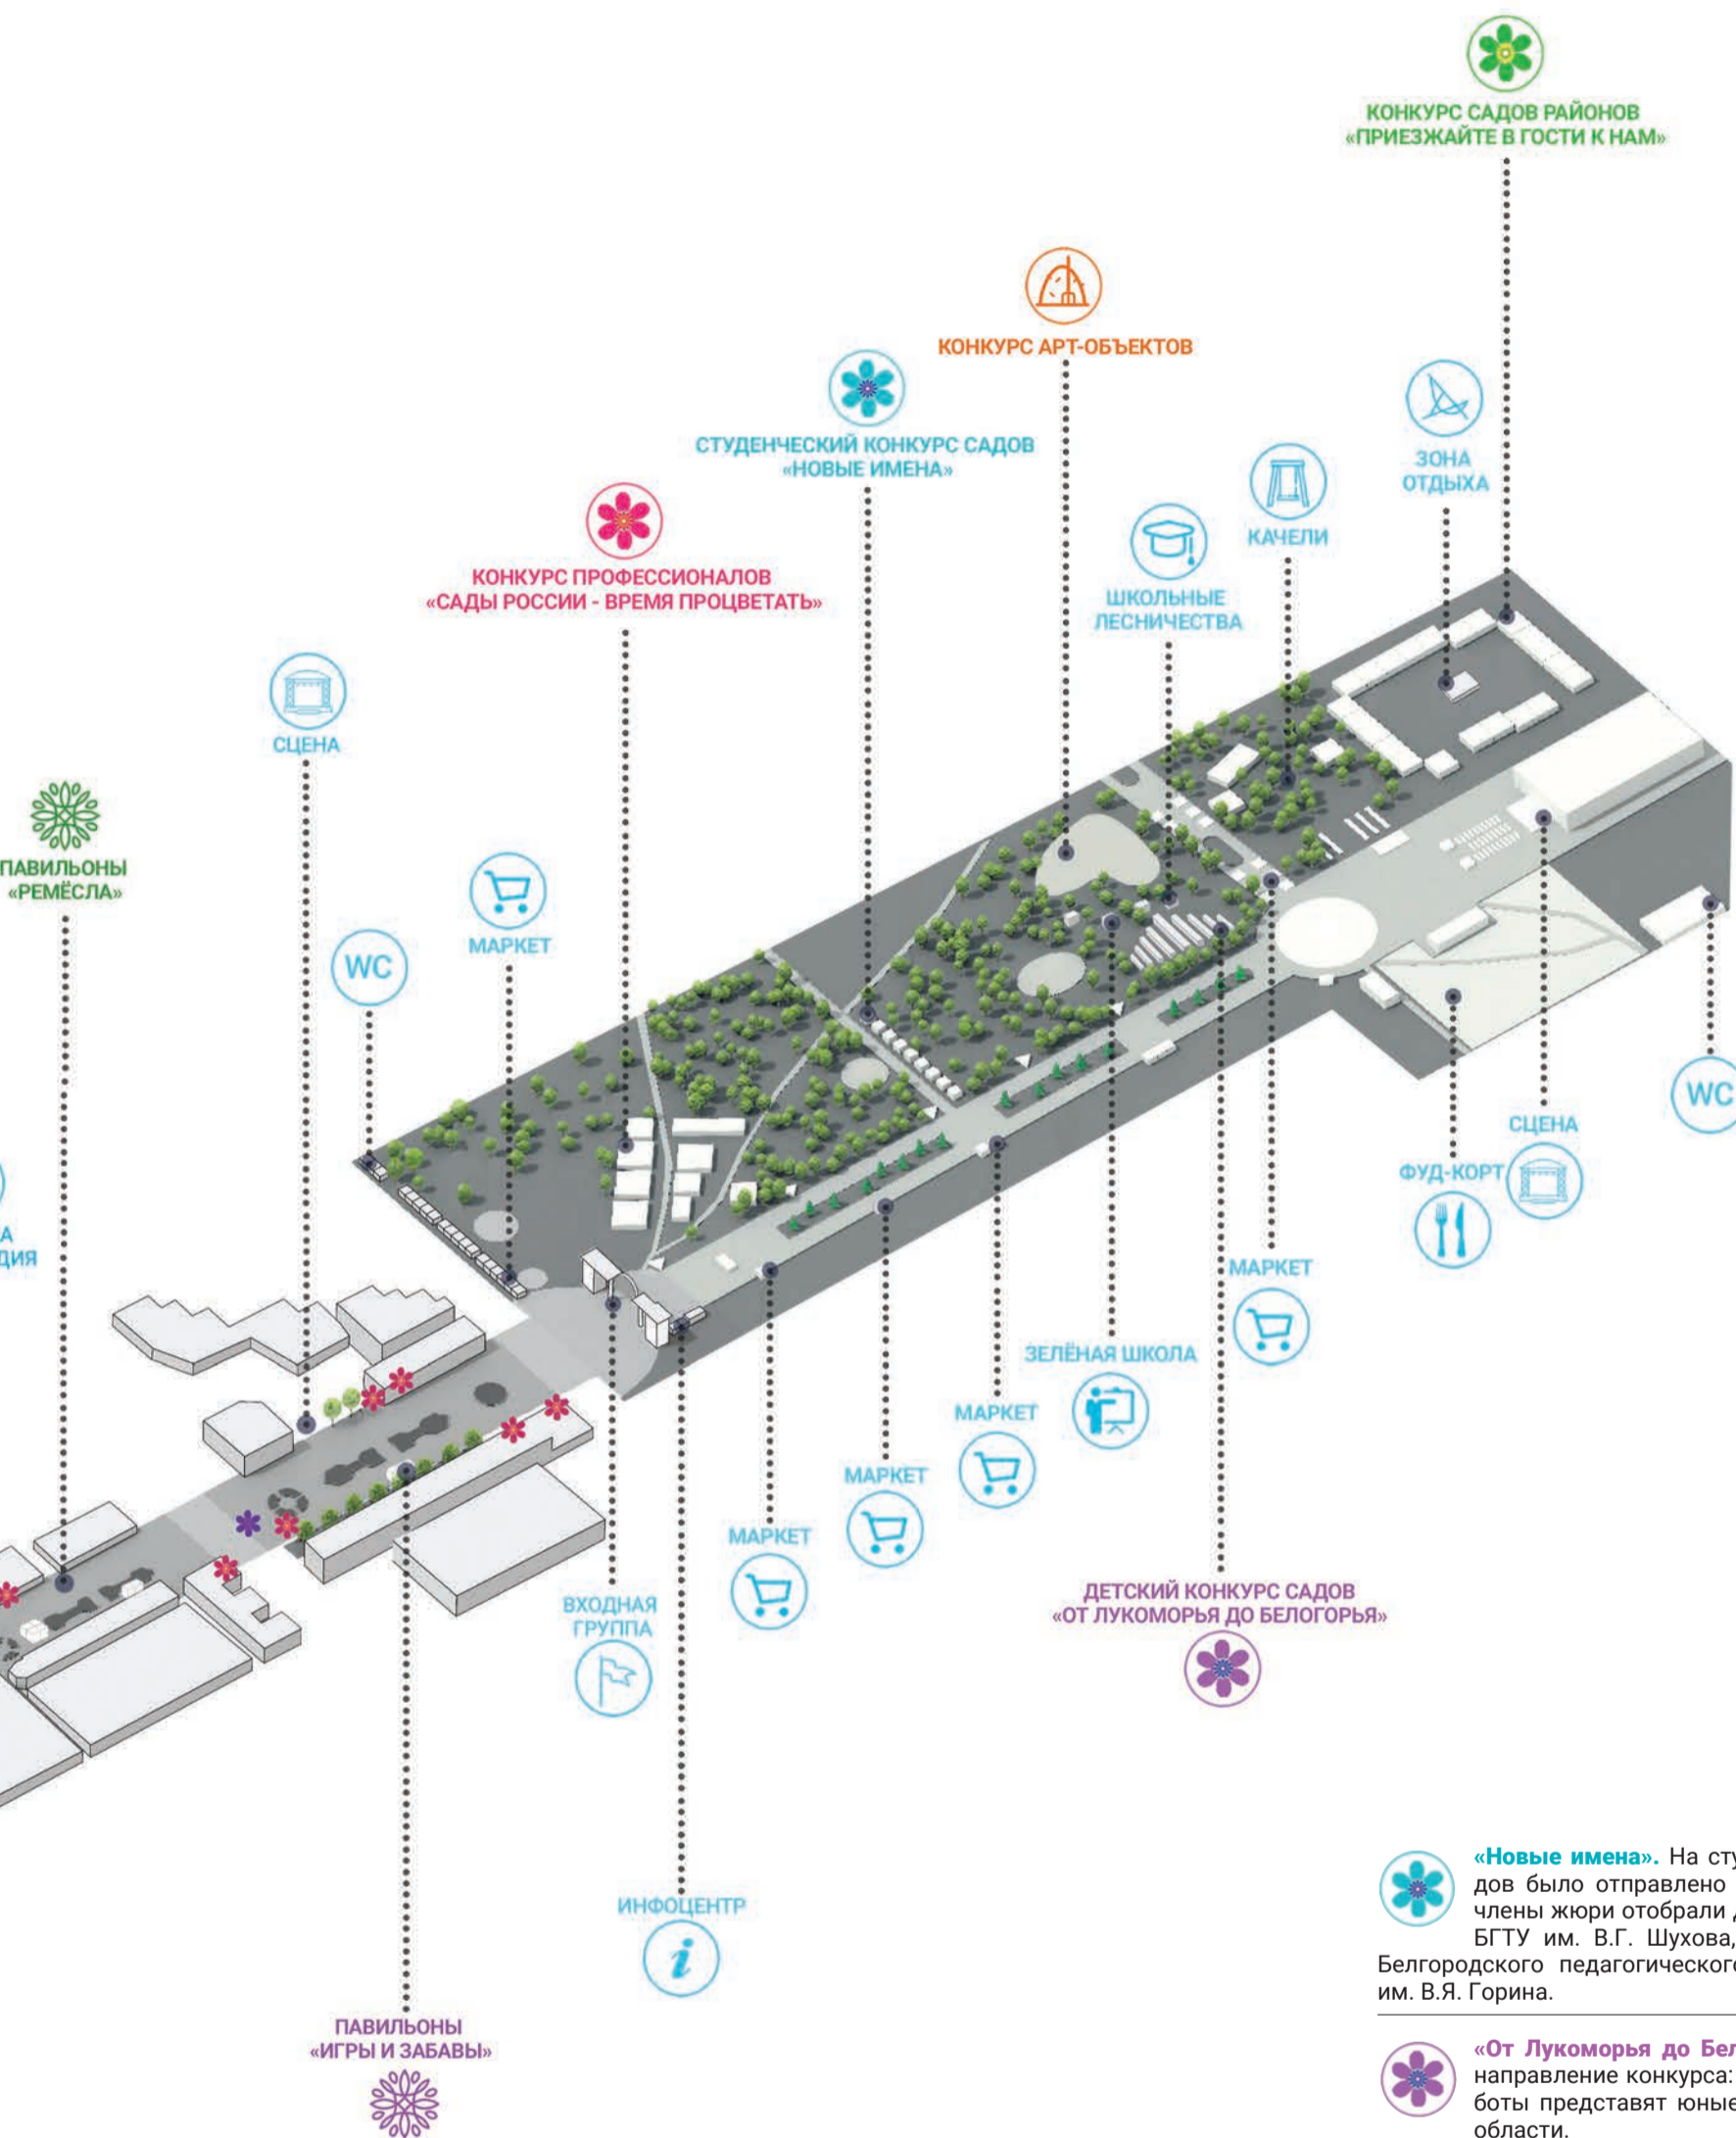 КОНКУРС САДОВ РАЙОНОВ
«ПРИЕЗЖАЙТЕ В ГОСТИ К НАМ»
КОНКУРС АРТ-ОБЪЕКТОВ
СТУДЕНЧЕСКИЙ КОНКУРС САДОВ
«НОВЫЕ ИМЕНА»
ЗОНА
ОТДЫХА
КАЧЕЛИ
КОНКУРС ПРОФЕССИОНАЛОВ
«САДЫ РОССИИ - ВРЕМЯ ПРОЦВЕТАТЬ»
ШКОЛЬНЫЕ
ЛЕСНИЧЕСТВА
СЦЕНА
ПАВИЛЬОНЫ
«РЕМЁСЛА»
МАРКЕТ
WC
WC
СЦЕНА
ФУД-КОРТ
А
ДИЯ
МАРКЕТ
ЗЕЛЁНАЯ ШКОЛА
МАРКЕТ
МАРКЕТ
МАРКЕТ
ВХОДНАЯ
ГРУППА
ДЕТСКИЙ КОНКУРС САДОВ
«ОТ ЛУКОМОРЬЯ ДО БЕЛОГОРЬЯ»
ИНФОЦЕНТР
i
ПАВИЛЬОНЫ
«ИГРЫ И ЗАБАВЫ»
«Новые имена». На сту
дов было отправлено
члены жюри отобрали
БГТУ им. В.Г. Шухова,
Белгородского педагогического
им. В.Я. Горина.
«От Лукоморья до Бел
направление конкурса:
боты представят юные
области.